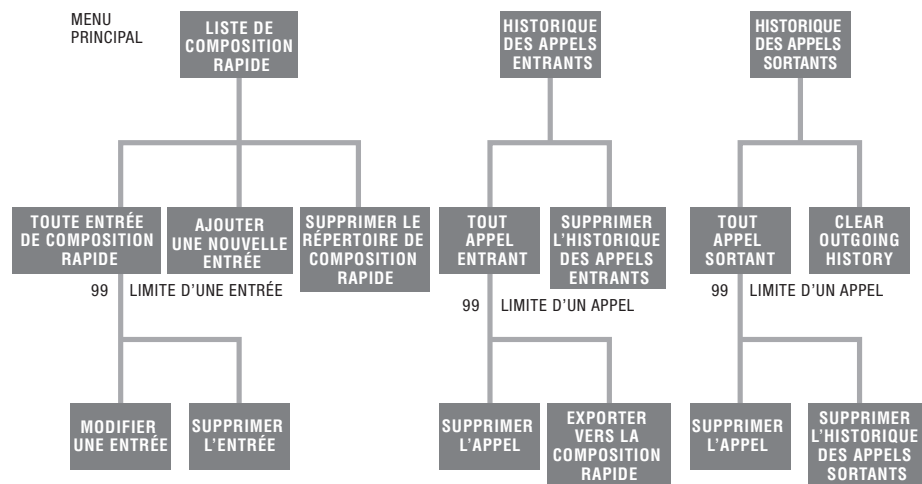 MENU
PRINCIPAL
LISTE DE
COMPOSITION
RAPIDE
HISTORIQUE
DES APPELS
ENTRANTS
HISTORIQUE
DES APPELS
SORTANTS
TOUTE ENTRÉE
DE COMPOSITION
RAPIDE
AJOUTER
UNE NOUVELLE
ENTRÉE
SUPPRIMER LE
RÉPERTOIRE DE
COMPOSITION
RAPIDE
TOUT
APPEL
ENTRANT
SUPPRIMER
L'HISTORIQUE
DES APPELS
ENTRANTS
TOUT
APPEL
SORTANT
CLEAR
OUTGOING
HISTORY
99 LIMITE D'UNE ENTRÉE
99 LIMITE D'UN APPEL
99 LIMITE D'UN APPEL
MODIFIER
UNE ENTRÉE
SUPPRIMER
L'ENTRÉE
SUPPRIMER
L'APPEL
EXPORTER
VERS LA
COMPOSITION
RAPIDE
SUPPRIMER
L'APPEL
SUPPRIMER
L'HISTORIQUE
DES APPELS
SORTANTS